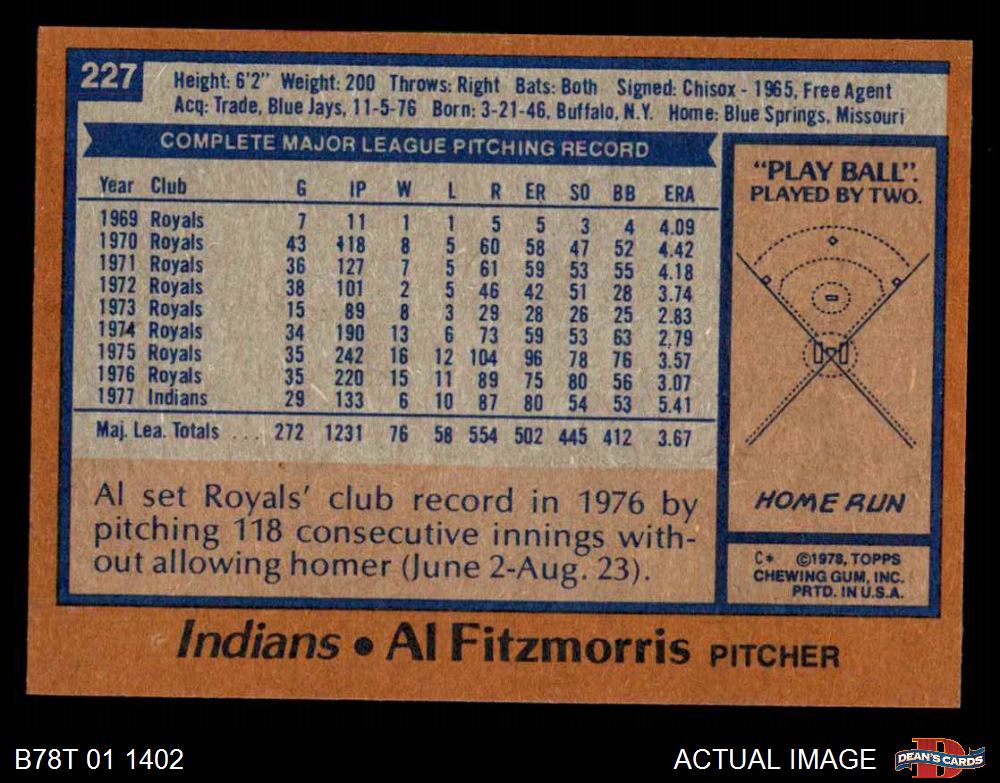 227
Height: 6'2" Weight: 200 Throws: Right Bats: Both Signed: Chisox - 1965, Free Agent
Acq: Trade, Blue Jays, 11-5-76 Born: 3-21-46, Buffalo, N.Y. Home: Blue Springs, Missouri
COMPLETE MAJOR LEAGUE PITCHING RECORD
Year Club G IP W L R ER SO BB ERA
1969 Royals 7 11 1 1 5 5 3 4 4.09
1970 Royals 43 118 8 5 60 58 47 52 4.42
1971 Royals 36 127 7 5 61 59 53 55 4.18
1972 Royals 38 101 2 5 46 42 51 28 3.74
1973 Royals 15 89 8 3 29 28 26 25 2.83
1974 Royals 34 190 13 6 73 59 53 63 2.79
1975 Royals 35 242 16 12 104 96 78 76 3.57
1976 Royals 35 220 15 11 89 75 80 56 3.07
1977 Indians 29 133 6 10 87 80 54 53 5.41
Maj. Lea. Totals ... 272 1231 76 58 554 502 445 412 3.67
Al set Royals' club record in 1976 by
pitching 118 consecutive innings with-
out allowing homer (June 2-Aug. 23).
"PLAY BALL".
PLAYED BY TWO.
HOME RUN
C* ©1978, TOPPS
CHEWING GUM, INC.
PRTD. IN U.S.A.
Indians • Al Fitzmorris PITCHER
B78T 01 1402
ACTUAL IMAGE
DEAN'S CARDS